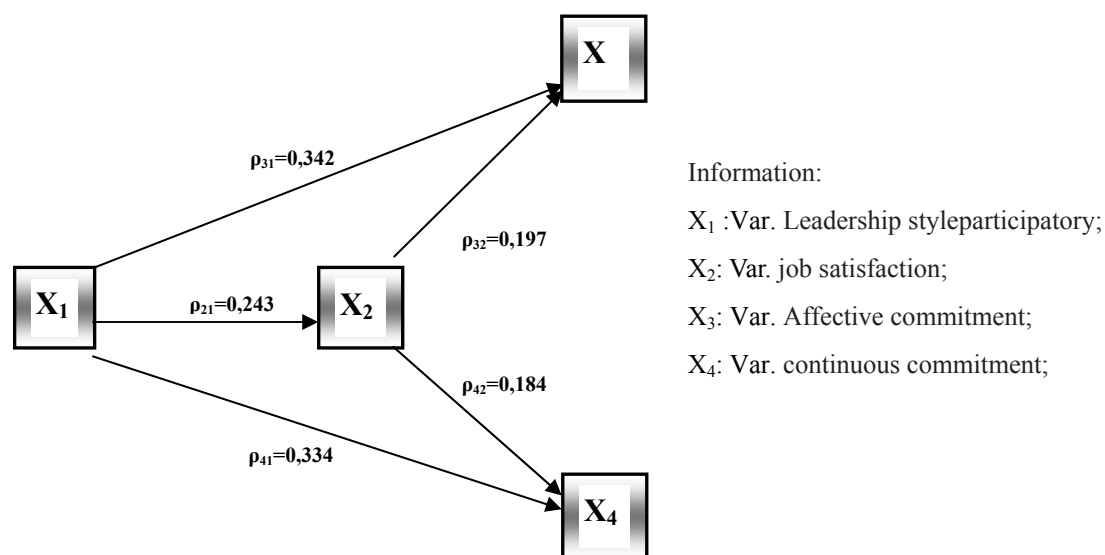 X
ρ₃₁=0,342
Information:
X₁ :Var. Leadership styleparticipatory;
ρ₃₂=0,197
X₂: Var. job satisfaction;
X₁
ρ₂₁=0,243
X₂
X₃: Var. Affective commitment;
X₄: Var. continuous commitment;
ρ₄₂=0,184
ρ₄₁=0,334
X₄